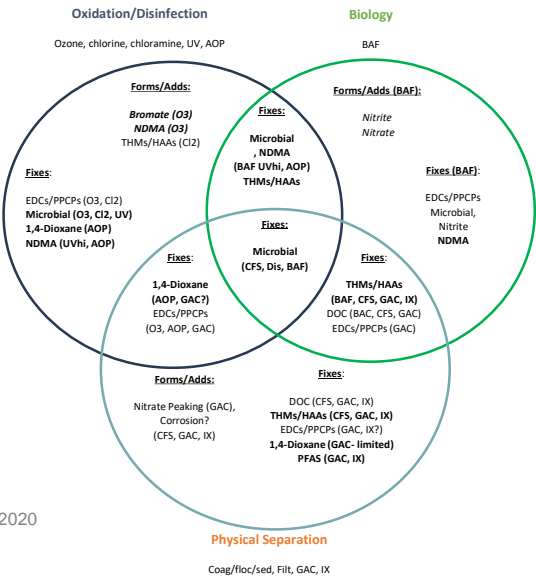 Oxidation/Disinfection
Ozone, chlorine, chloramine, UV, AOP
Biology
BAF
Forms/Adds:
Bromate (O3)
NDMA (O3)
THMs/HAAs (Cl2)
Fixes:
EDCs/PPCPs (O3, Cl2)
Microbial (O3, Cl2, UV)
1,4-Dioxane (AOP)
NDMA (UVhi, AOP)
Fixes:
Microbial
, NDMA
(BAF UVhi, AOP)
THMs/HAAs
Forms/Adds (BAF):
Nitrite
Nitrate
Fixes (BAF):
EDCs/PPCPs
Microbial,
Nitrite
NDMA
Fixes:
Microbial
(CFS, Dis, BAF)
Fixes:
1,4-Dioxane
(AOP, GAC?)
EDCs/PPCPs
(O3, AOP, GAC)
Fixes:
THMs/HAAs
(BAF, CFS, GAC, IX)
DOC (BAC, CFS, GAC)
EDCs/PPCPs (GAC)
Forms/Adds:
Nitrate Peaking (GAC),
Corrosion?
(CFS, GAC, IX)
Fixes:
DOC (CFS, GAC, IX)
THMs/HAAs (CFS, GAC, IX)
EDCs/PPCPs (GAC, IX?)
1,4-Dioxane (GAC- limited)
PFAS (GAC, IX)
2020
Physical Separation
Coag/floc/sed, Filt, GAC, IX